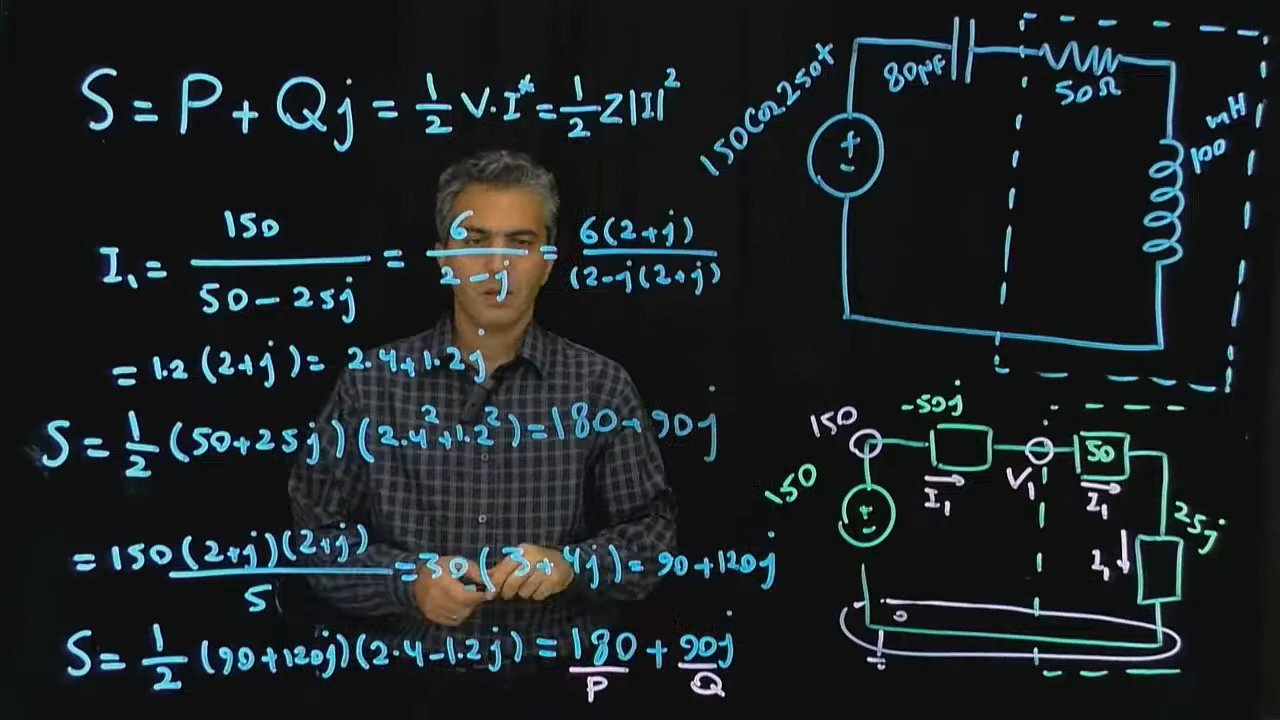 S = P + Qj = 1/2 V·I* = 1/2 Z|I|²
I₁ = 150/(50 - 25j) = 6/(2 - j) = 6(2+j)/(2-j(2+j)
= 1.2(2+j) = 2.4+1.2j
S = 1/2 (50+25j)(2.4²+1.2²) = 180+90j
= 150(2+j)(2+j)/5 = 30(3+4j) = 90+120j
S = 1/2 (90+120j)(2.4-1.2j) = 180 + 90j
P Q
150Cos250t
80µF
50Ω
100 mH
150
-50j
V₁
50
I₁
I₁
150
25j
I₁
0